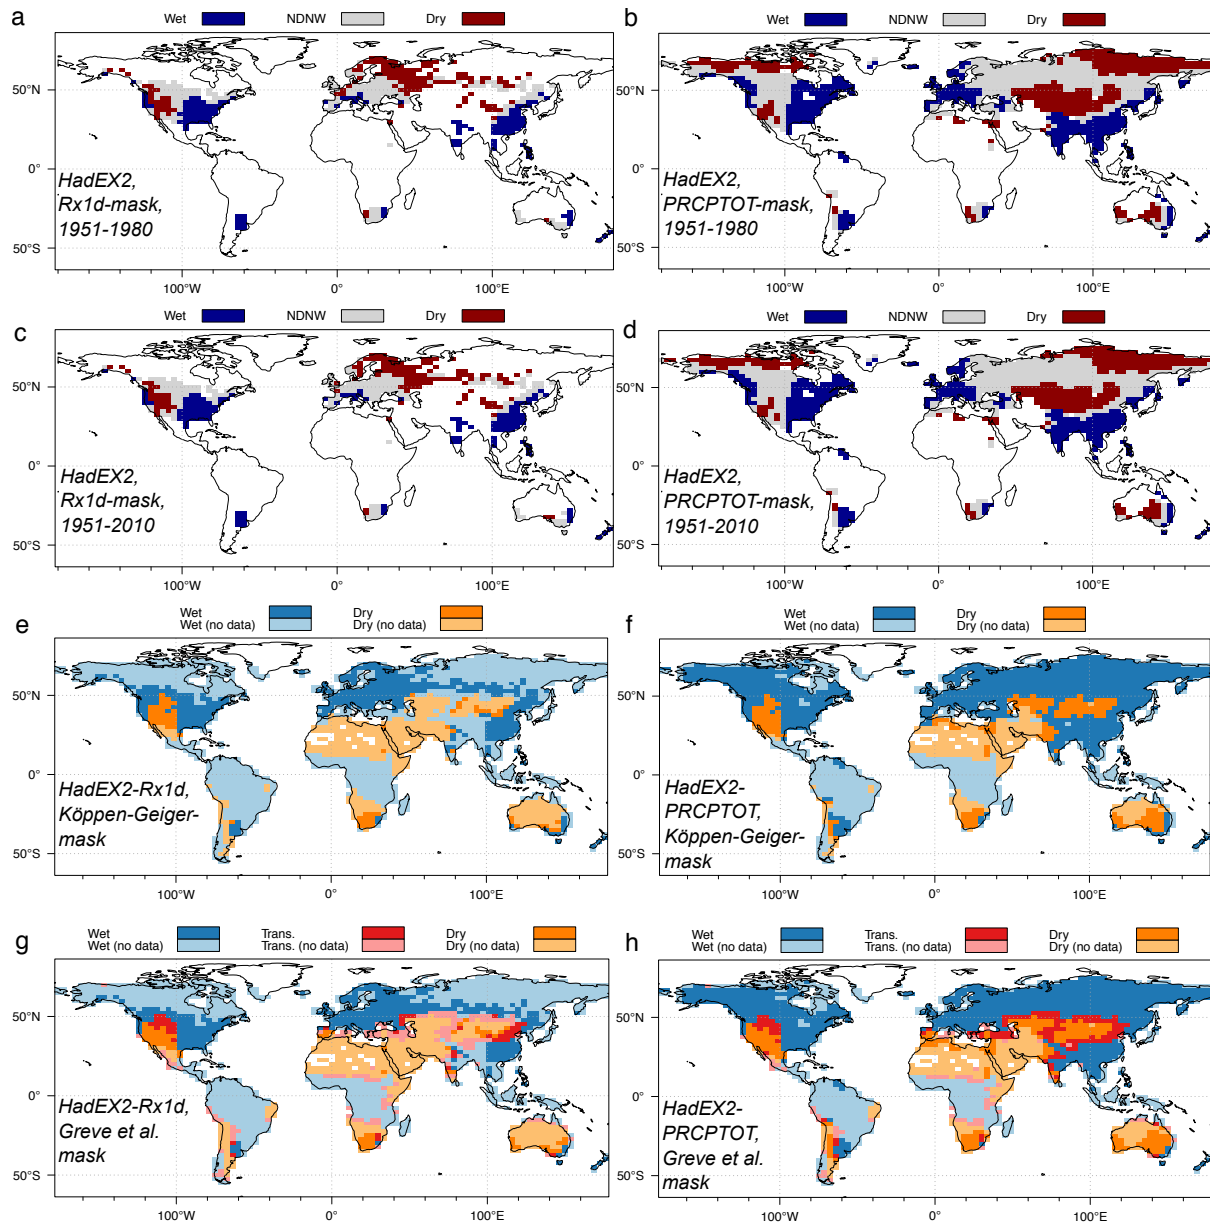 a
Wet
NDNW
Dry
50°N
0°
50°S
HadEX2,
Rx1d-mask,
1951-1980
100°W
0°
100°E
b
Wet
NDNW
Dry
50°N
0°
50°S
HadEX2,
PRCPTOT-mask,
1951-1980
100°W
0°
100°E
c
Wet
NDNW
Dry
50°N
0°
50°S
HadEX2,
Rx1d-mask,
1951-2010
100°W
0°
100°E
d
Wet
NDNW
Dry
50°N
0°
50°S
HadEX2,
PRCPTOT-mask,
1951-2010
100°W
0°
100°E
e
Wet
Wet (no data)
Dry
Dry (no data)
50°N
0°
50°S
HadEX2-Rx1d,
Köppen-Geiger-
mask
100°W
0°
100°E
f
Wet
Wet (no data)
Dry
Dry (no data)
50°N
0°
50°S
HadEX2-
PRCPTOT,
Köppen-Geiger-
mask
100°W
0°
100°E
g
Wet
Wet (no data)
Trans.
Trans. (no data)
Dry
Dry (no data)
50°N
0°
50°S
HadEX2-Rx1d,
Greve et al.
mask
100°W
0°
100°E
h
Wet
Wet (no data)
Trans.
Trans. (no data)
Dry
Dry (no data)
50°N
0°
50°S
HadEX2-
PRCPTOT,
Greve et al.
mask
100°W
0°
100°E